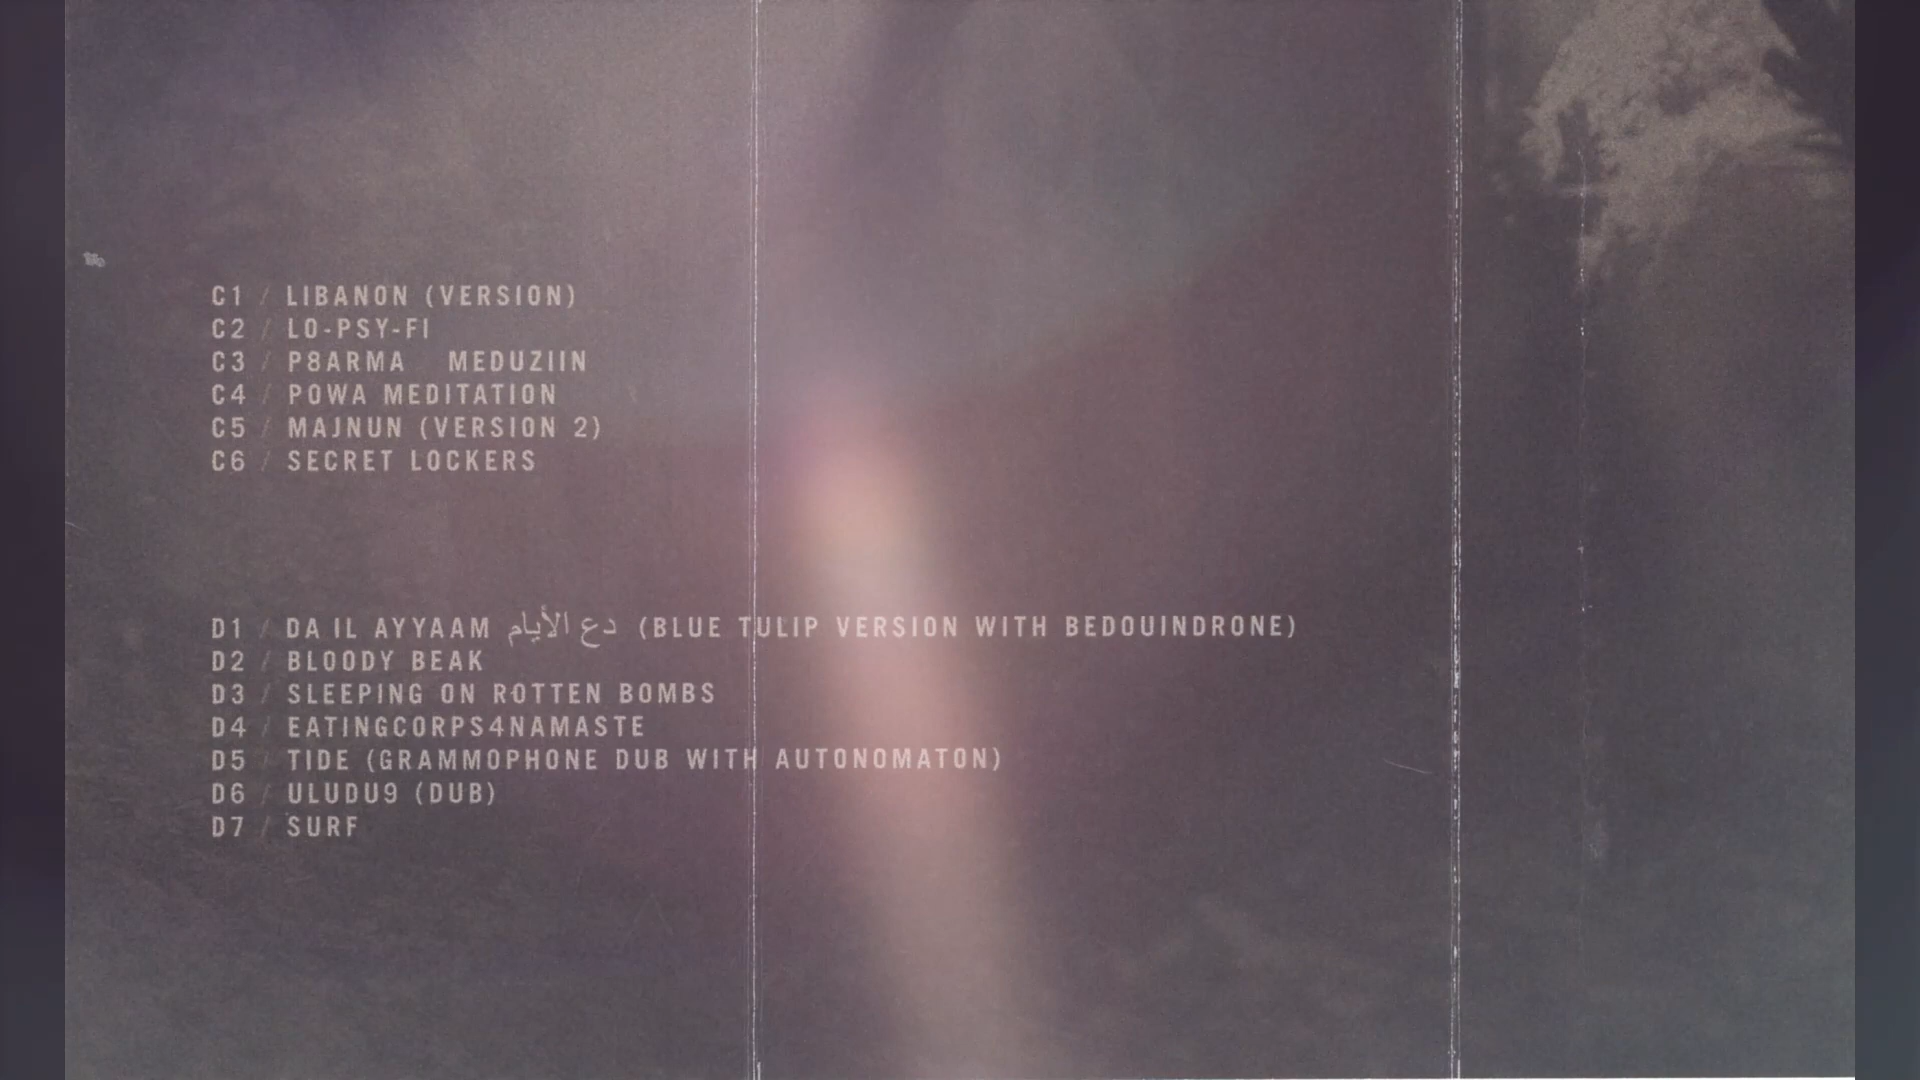 C1 / LIBANON (VERSION)
C2 / LO-PSY-FI
C3 / P8ARMA MEDUZIIN
C4 / POWA MEDITATION
C5 / MAJNUN (VERSION 2)
C6 / SECRET LOCKERS
D1 / DA IL AYYAAM دع الأيام (BLUE TULIP VERSION WITH BEDOUINDRONE)
D2 / BLOODY BEAK
D3 / SLEEPING ON ROTTEN BOMBS
D4 / EATINGCORPS4NAMASTE
D5 / TIDE (GRAMMOPHONE DUB WITH AUTONOMATON)
D6 / ULUDU9 (DUB)
D7 / SURF